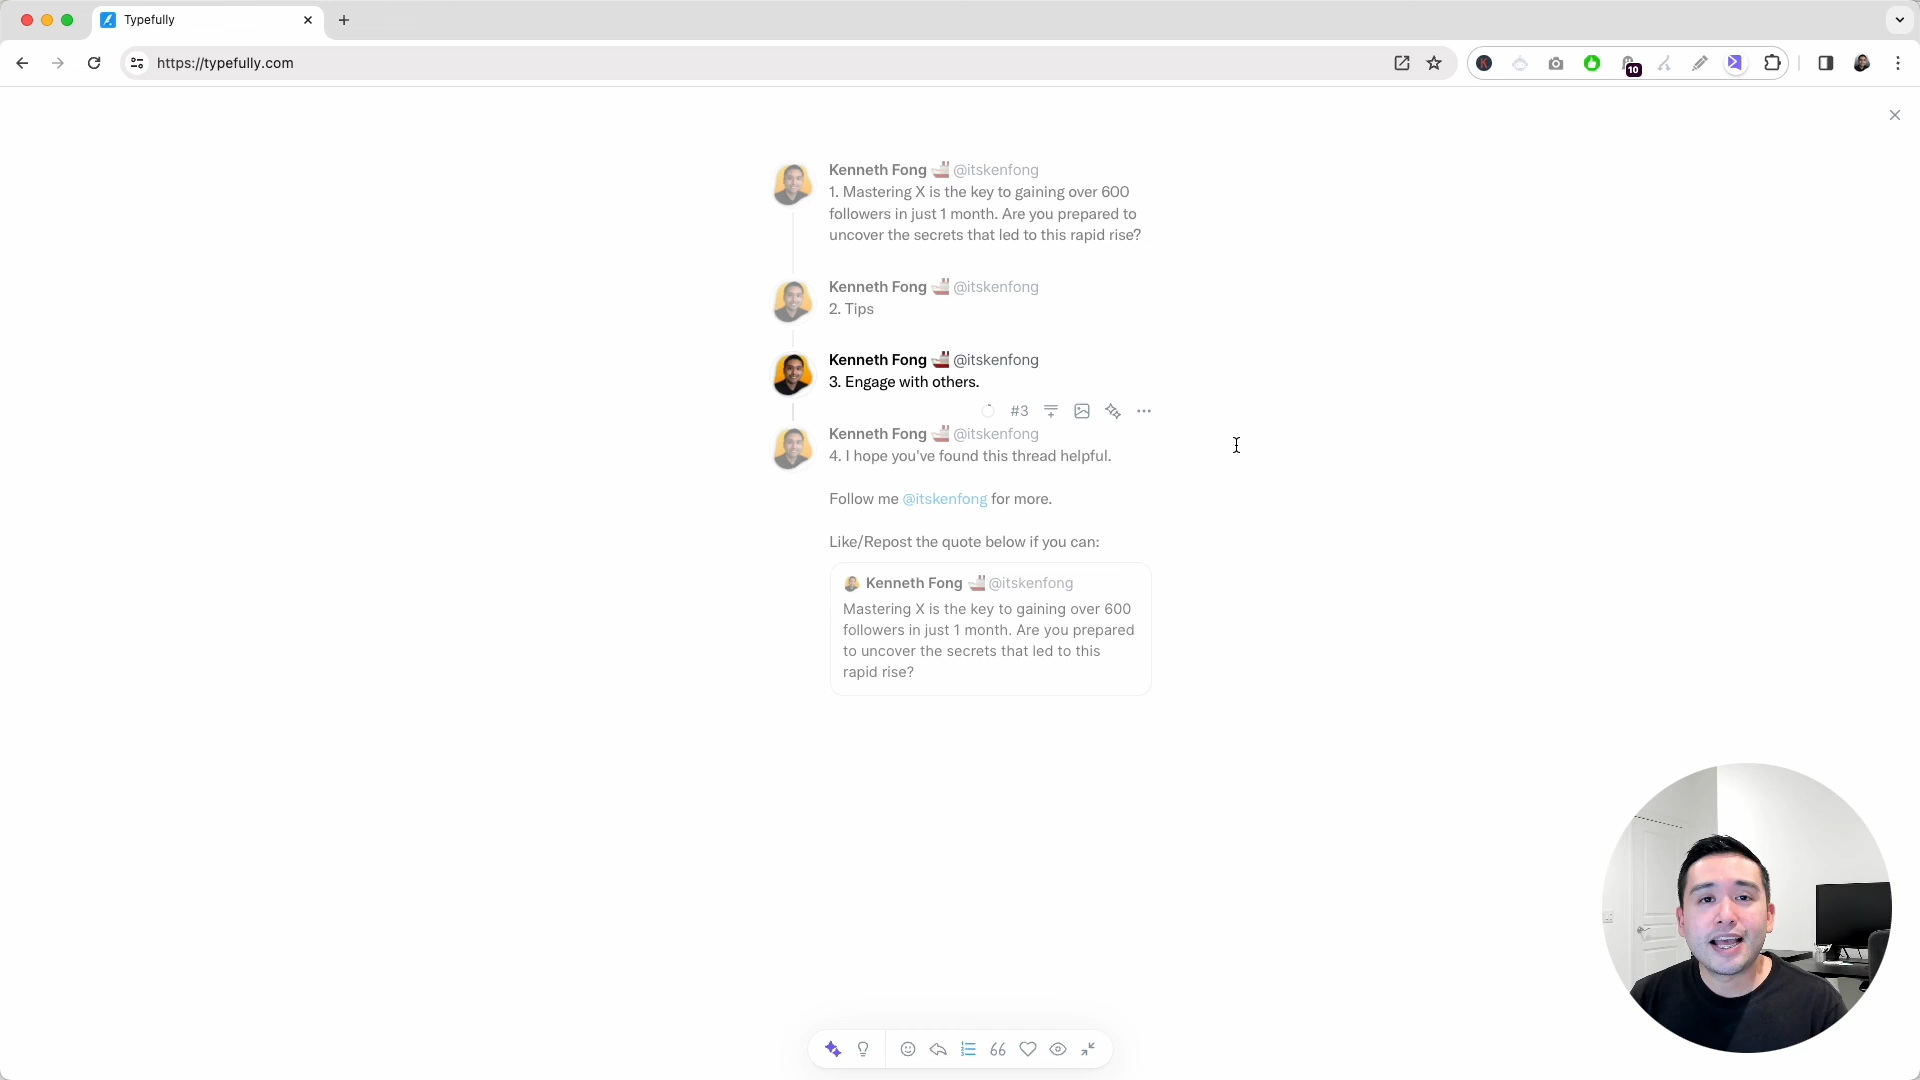 Typefully
https://typefully.com
10
Kenneth Fong @itskenfong
1. Mastering X is the key to gaining over 600
followers in just 1 month. Are you prepared to
uncover the secrets that led to this rapid rise?
Kenneth Fong @itskenfong
2. Tips
Kenneth Fong @itskenfong
3. Engage with others.
#3
Kenneth Fong @itskenfong
4. I hope you've found this thread helpful.
Follow me @itskenfong for more.
Like/Repost the quote below if you can:
Kenneth Fong @itskenfong
Mastering X is the key to gaining over 600
followers in just 1 month. Are you prepared
to uncover the secrets that led to this
rapid rise?